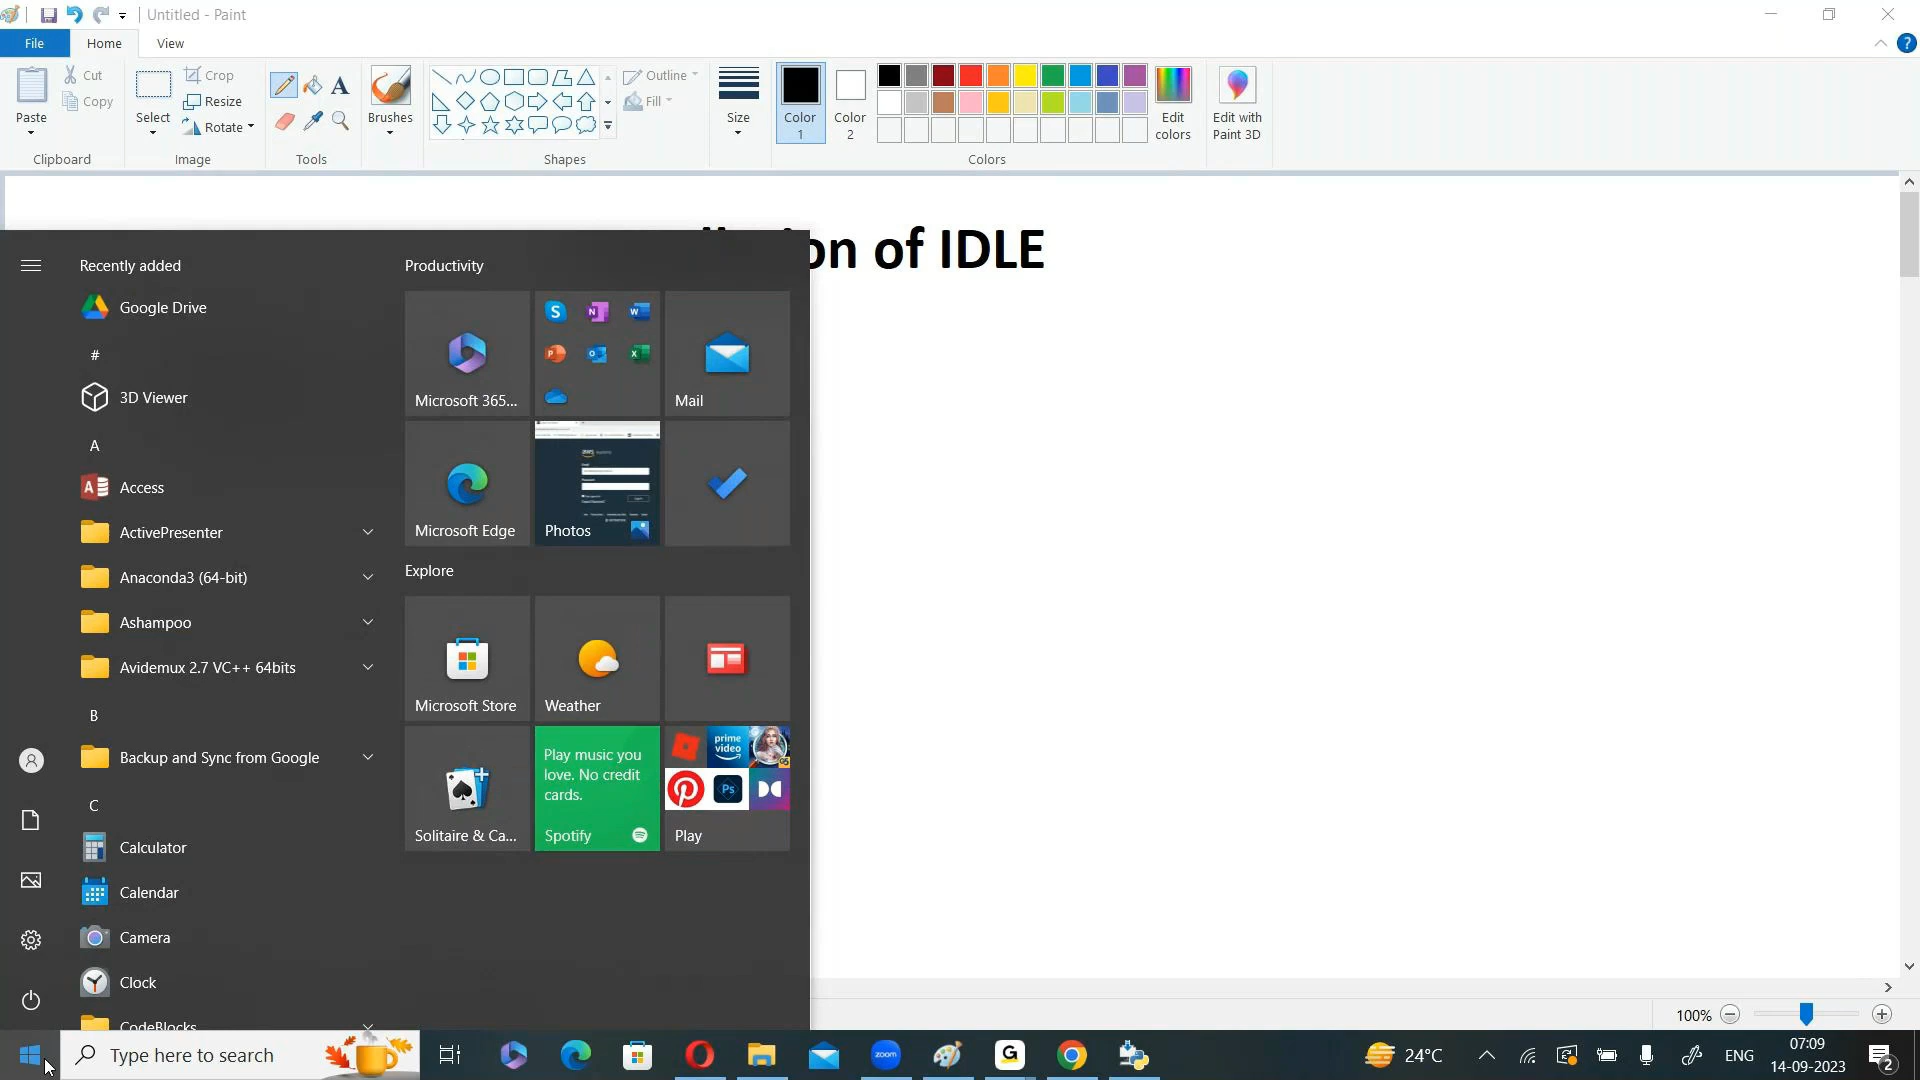 Untitled - Paint
File
Home
View
Paste
Cut
Copy
Clipboard
Select
Crop
Resize
Rotate
Image
A
Tools
Brushes
Shapes
Outline
Fill
Size
Color
1
Color
2
Edit
colors
Colors
Edit with
Paint 3D
?
on of IDLE
Recently added
Google Drive
#
3D Viewer
A
Access
ActivePresenter
Anaconda3 (64-bit)
Ashampoo
Avidemux 2.7 VC++ 64bits
B
Backup and Sync from Google
C
Calculator
Calendar
Camera
Clock
CodeBlocks
Productivity
Microsoft 365...
Mail
Microsoft Edge
Photos
Explore
Microsoft Store
Weather
Solitaire & Ca...
Play music you
love. No credit
cards.
Spotify
prime
video
Ps
Play
100%
Type here to search
zoom
G
24°C
ENG
07:09
14-09-2023
2